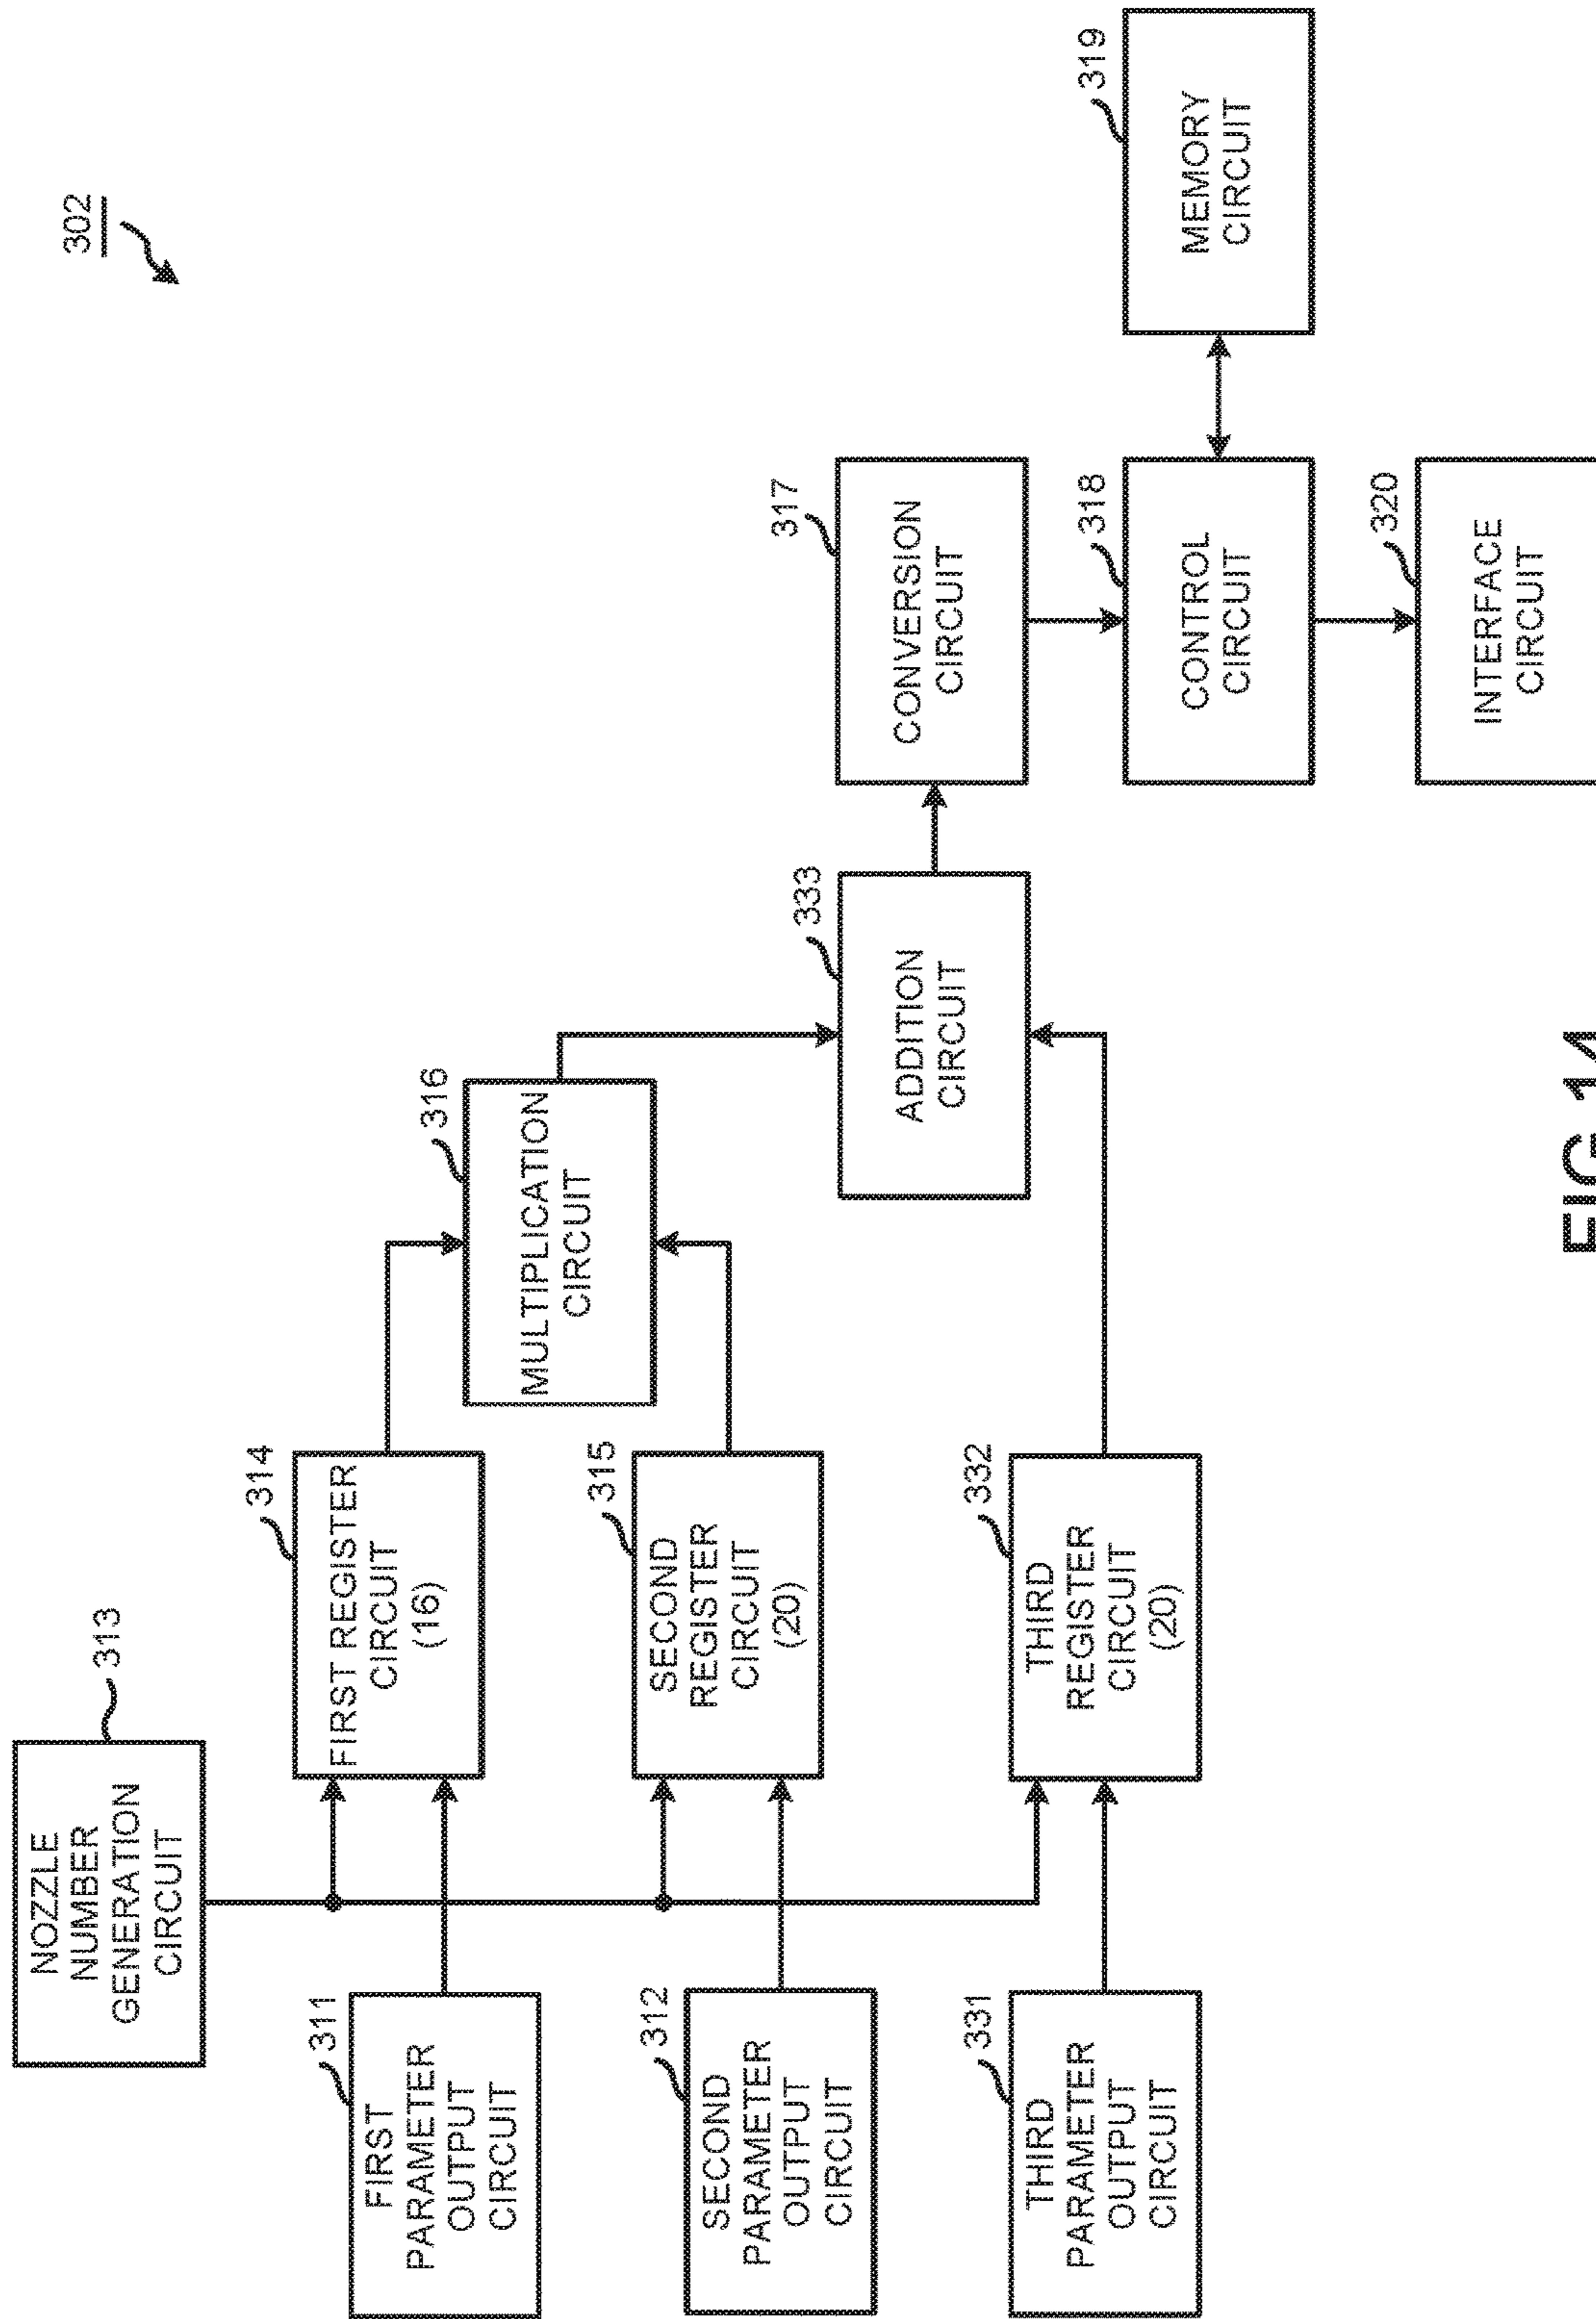 302
NOZZLE
NUMBER
GENERATION
CIRCUIT
313
FIRST
PARAMETER
OUTPUT
CIRCUIT
311
FIRST REGISTER
CIRCUIT
(16)
314
MULTIPLICATION
CIRCUIT
316
SECOND
PARAMETER
OUTPUT
CIRCUIT
312
SECOND
REGISTER
CIRCUIT
(20)
315
THIRD
PARAMETER
OUTPUT
CIRCUIT
331
THIRD
REGISTER
CIRCUIT
(20)
332
ADDITION
CIRCUIT
333
CONVERSION
CIRCUIT
317
CONTROL
CIRCUIT
318
MEMORY
CIRCUIT
319
INTERFACE
CIRCUIT
320
FIG.14